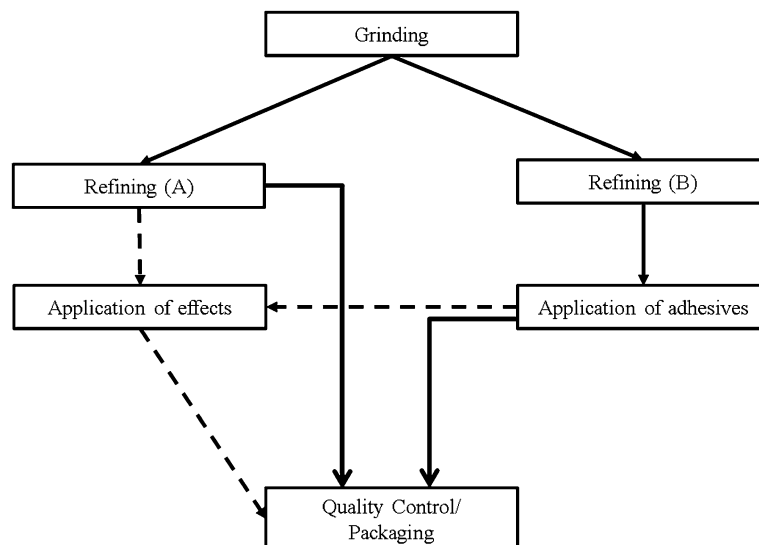 Grinding
Refining (A)
Refining (B)
Application of effects
Application of adhesives
Quality Control/
Packaging